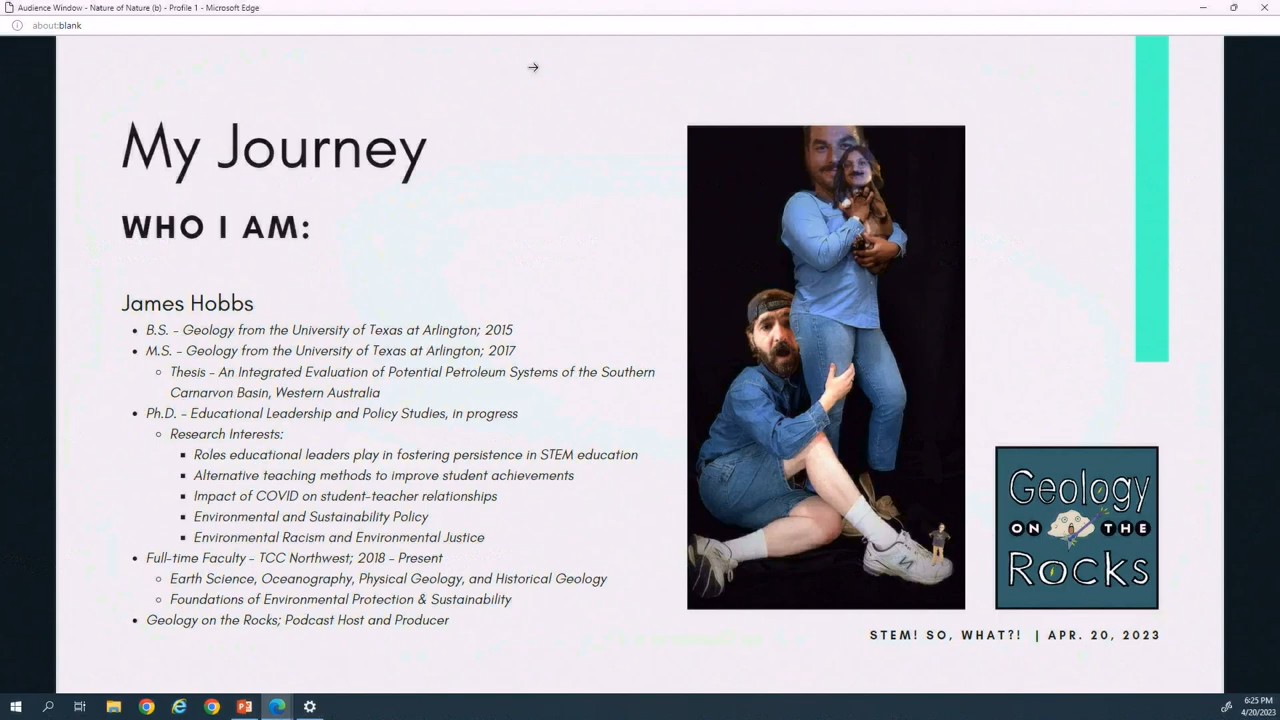 Audience Window - Nature of Nature (b) - Profile 1 - Microsoft Edge
about:blank
My Journey
WHO I AM:
James Hobbs
• B.S. - Geology from the University of Texas at Arlington; 2015
• M.S. - Geology from the University of Texas at Arlington; 2017
○ Thesis - An Integrated Evaluation of Potential Petroleum Systems of the Southern
Carnarvon Basin, Western Australia
• Ph.D. - Educational Leadership and Policy Studies, in progress
○ Research Interests:
▪ Roles educational leaders play in fostering persistence in STEM education
▪ Alternative teaching methods to improve student achievements
▪ Impact of COVID on student-teacher relationships
▪ Environmental and Sustainability Policy
▪ Environmental Racism and Environmental Justice
• Full-time Faculty - TCC Northwest; 2018 - Present
○ Earth Science, Oceanography, Physical Geology, and Historical Geology
○ Foundations of Environmental Protection & Sustainability
• Geology on the Rocks; Podcast Host and Producer
Geology
ON THE
Rocks
STEM! SO, WHAT?! | APR. 20, 2023
6:25 PM
4/20/2023